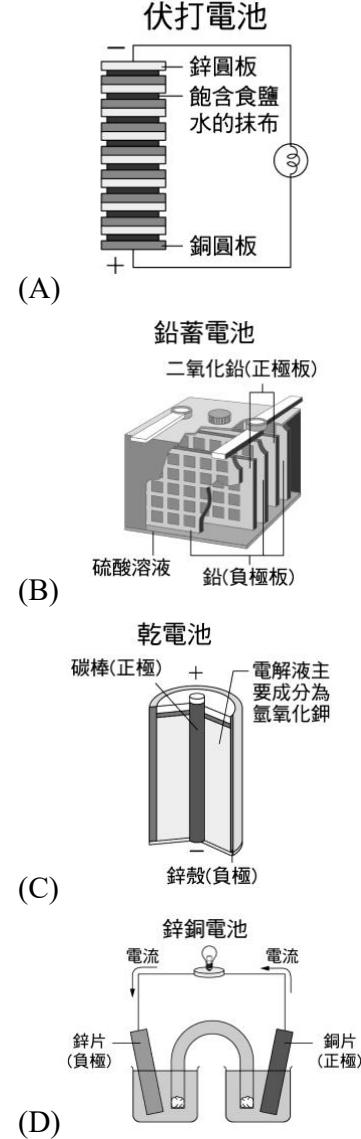 伏打電池
−
鋅圓板
飽含食鹽
水的抹布
銅圓板
+
(A)
鉛蓄電池
二氧化鉛(正極板)
硫酸溶液
鉛(負極板)
(B)
乾電池
碳棒(正極)
+
電解液主
要成分為
氫氧化鉀
−
鋅殼(負極)
(C)
鋅銅電池
電流
電流
鋅片
(負極)
銅片
(正極)
(D)